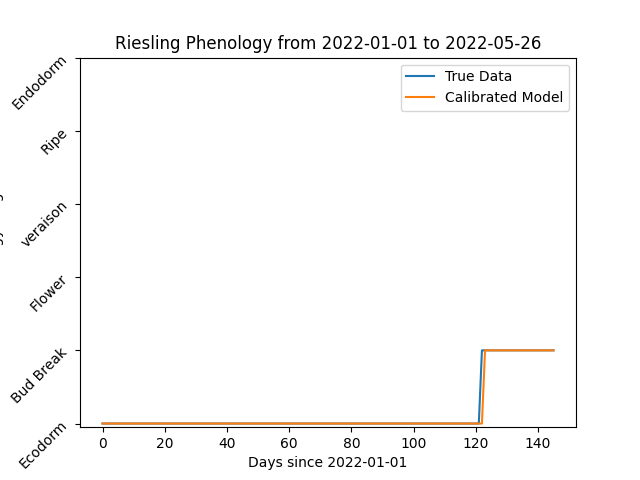 Riesling Phenology from 2022-01-01 to 2022-05-26
True Data
Calibrated Model
Endodorm
Ripe
veraison
Flower
Bud Break
Ecodorm
0 20 40 60 80 100 120 140
Days since 2022-01-01